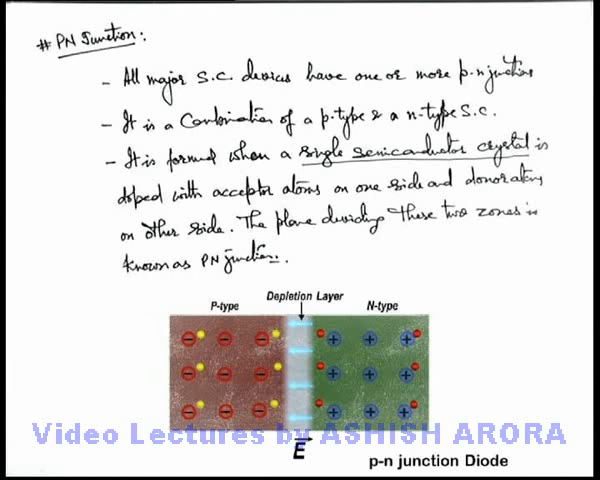 # PN Junction :
- All major S.C. devices have one or more p-n junctions
- It is a Combination of a p-type & a n-type S.C.
- It is formed when a single semiconductor crystal is
doped with acceptor atoms on one side and donor atoms
on other side. The plane dividing these two zones is
known as PN junction.
Depletion Layer
P-type N-type
Video Lectures by ASHISH ARORA
E
p-n junction Diode